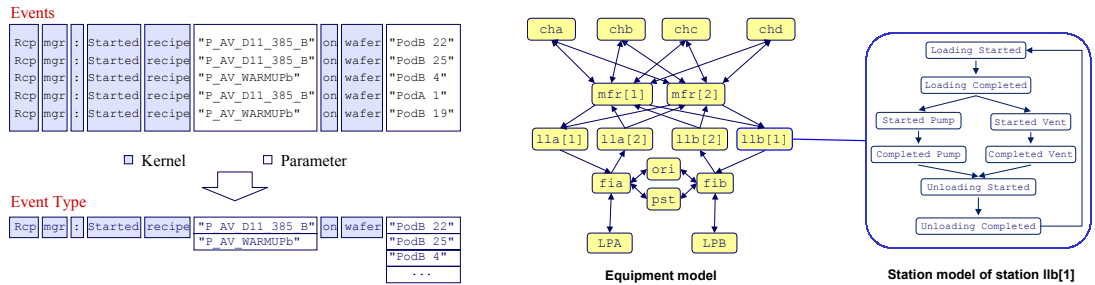 Events
Rcp mgr : Started recipe "P_AV_D11_385_B" on wafer "PodB 22"
Rcp mgr : Started recipe "P_AV_D11_385_B" on wafer "PodB 25"
Rcp mgr : Started recipe "P_AV_WARMUPb" on wafer "PodB 4"
Rcp mgr : Started recipe "P_AV_D11_385_B" on wafer "PodA 1"
Rcp mgr : Started recipe "P_AV_WARMUPb" on wafer "PodB 19"
Kernel Parameter
Event Type
Rcp mgr : Started recipe "P_AV_D11_385_B" on wafer "PodB 22"
"P_AV_WARMUPb" "PodB 25"
"PodB 4"
...
cha chb chc chd
mfr[1] mfr[2]
lla[1] lla[2] llb[2] llb[1]
ori
fia fib
pst
LPA LPB
Equipment model
Loading Started
Loading Completed
Started Pump Started Vent
Completed Pump Completed Vent
Unloading Started
Unloading Completed
Station model of station llb[1]